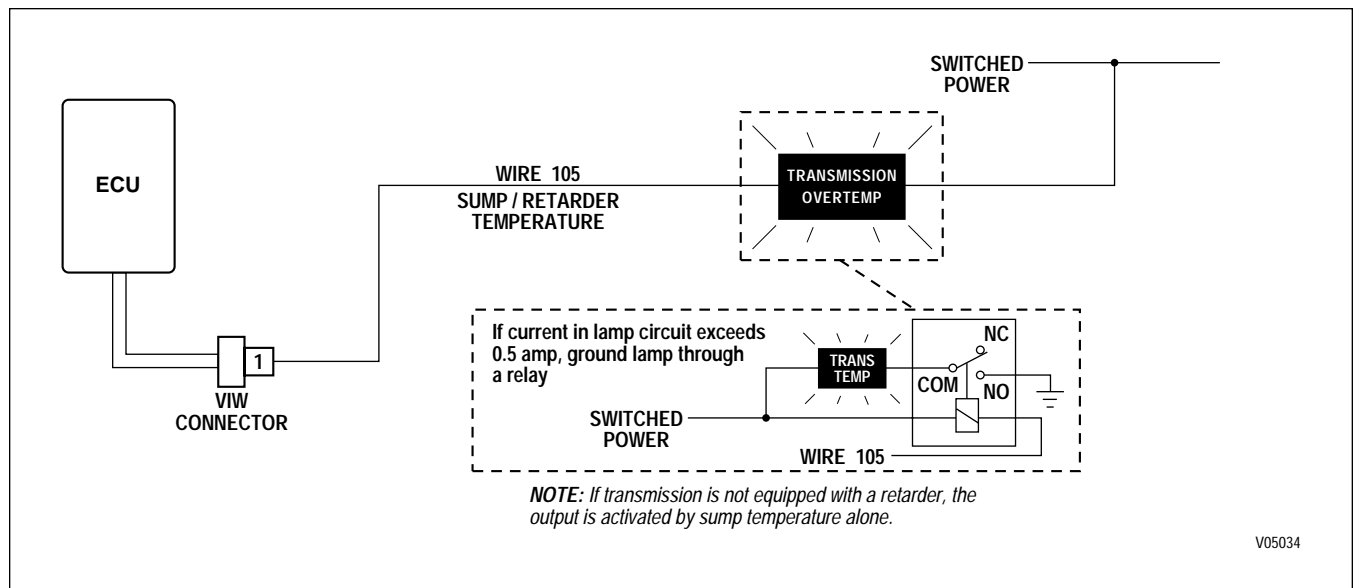 SWITCHED
POWER
ECU
WIRE 105
SUMP / RETARDER
TEMPERATURE
TRANSMISSION
OVERTEMP
1
VIW
CONNECTOR
If current in lamp circuit exceeds
0.5 amp, ground lamp through
a relay
TRANS
TEMP
NC
COM
NO
SWITCHED
POWER
WIRE 105
NOTE: If transmission is not equipped with a retarder, the
output is activated by sump temperature alone.
V05034